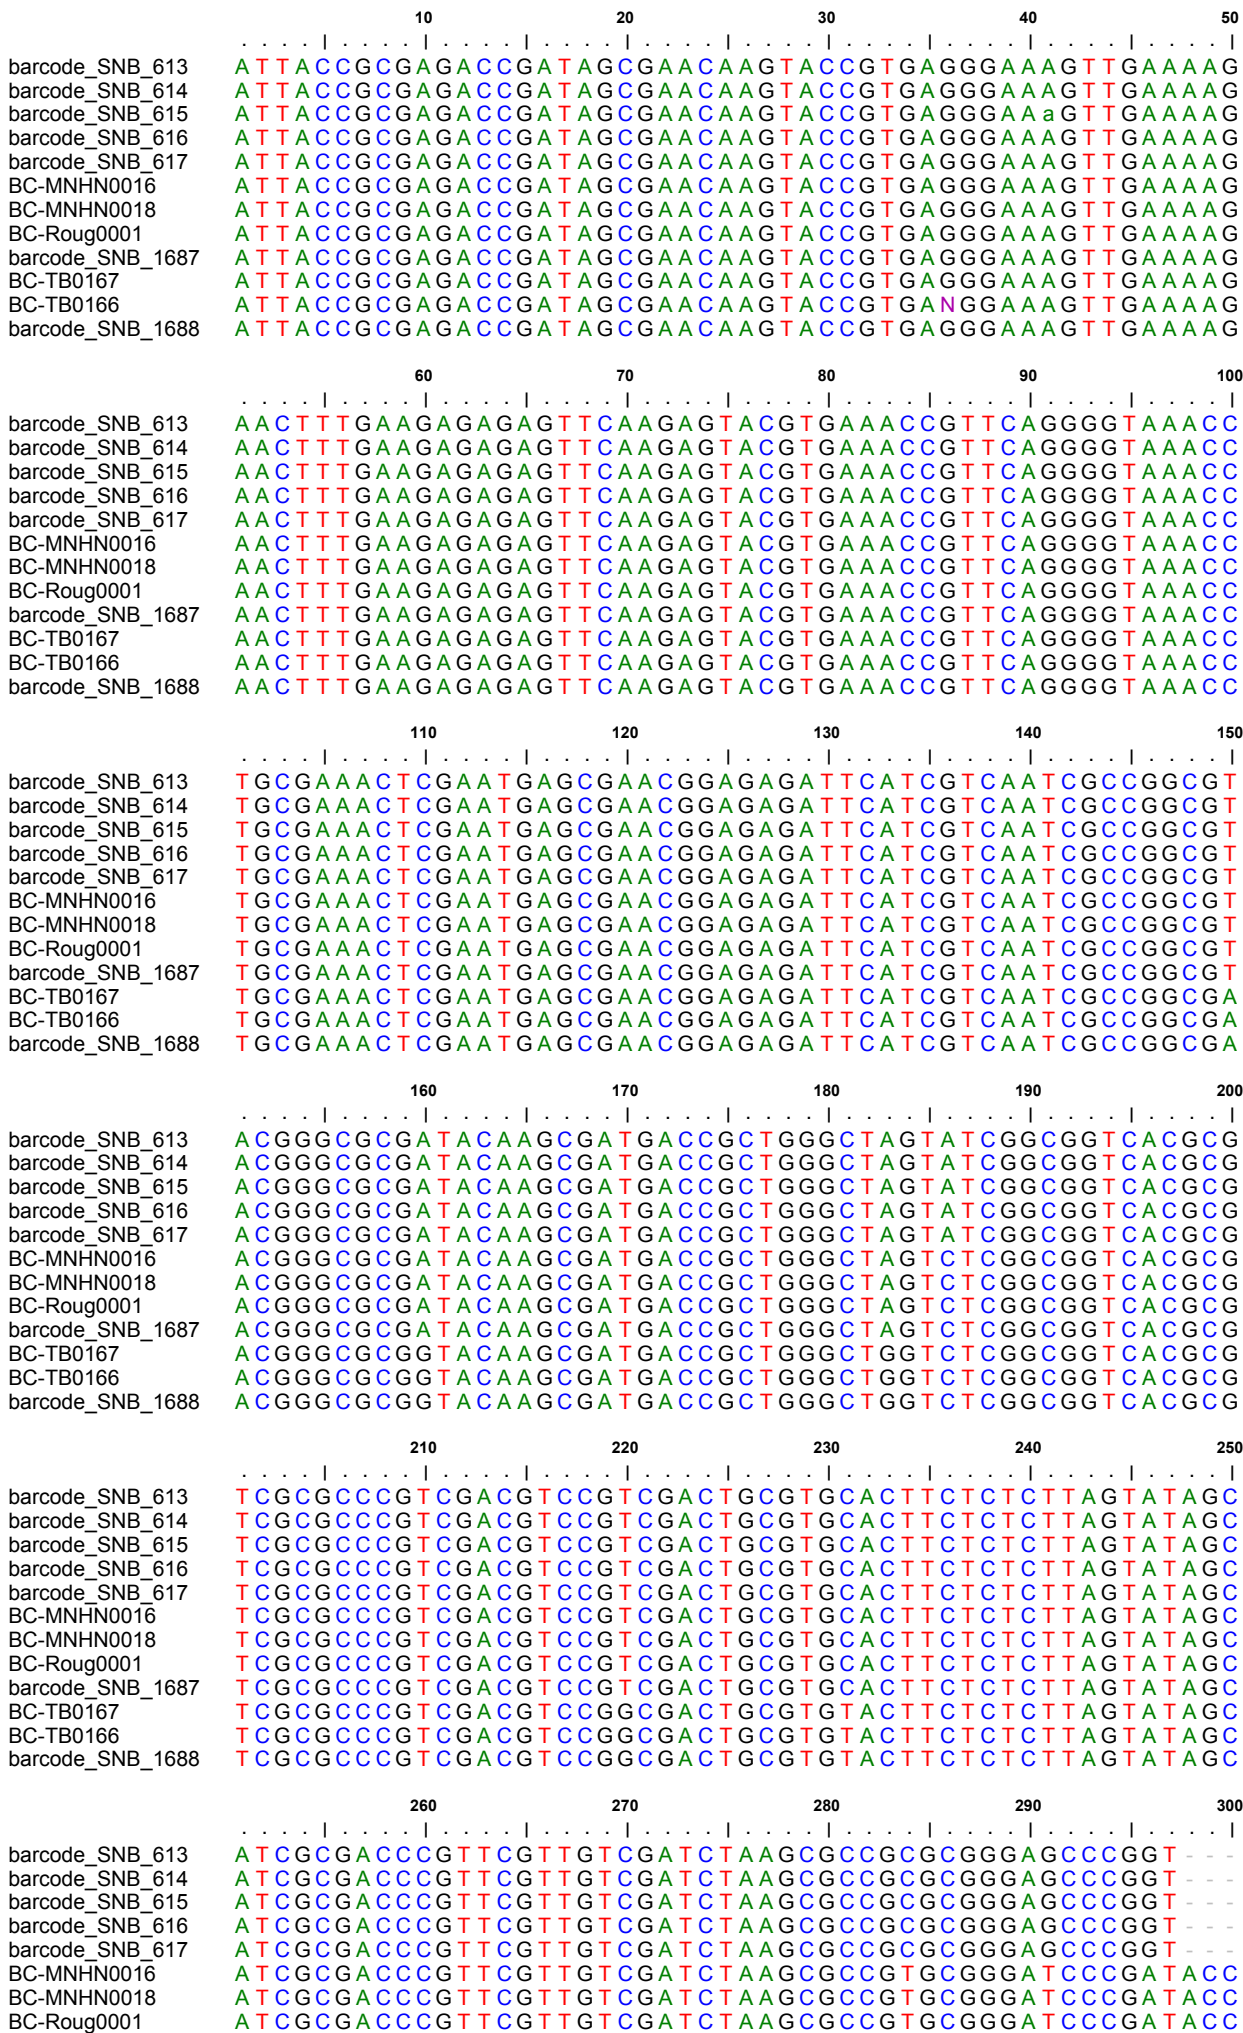 10 20 30 40 50
barcode_SNB_613 ATTACCGCGAGACCGATAGCGAACAAGTACCGTGAGGGAAAGTTGAAAAG
barcode_SNB_614 ATTACCGCGAGACCGATAGCGAACAAGTACCGTGAGGGAAAGTTGAAAAG
barcode_SNB_615 ATTACCGCGAGACCGATAGCGAACAAGTACCGTGAGGGAAaGTTGAAAAG
barcode_SNB_616 ATTACCGCGAGACCGATAGCGAACAAGTACCGTGAGGGAAAGTTGAAAAG
barcode_SNB_617 ATTACCGCGAGACCGATAGCGAACAAGTACCGTGAGGGAAAGTTGAAAAG
BC-MNHN0016 ATTACCGCGAGACCGATAGCGAACAAGTACCGTGAGGGAAAGTTGAAAAG
BC-MNHN0018 ATTACCGCGAGACCGATAGCGAACAAGTACCGTGAGGGAAAGTTGAAAAG
BC-Roug0001 ATTACCGCGAGACCGATAGCGAACAAGTACCGTGAGGGAAAGTTGAAAAG
barcode_SNB_1687 ATTACCGCGAGACCGATAGCGAACAAGTACCGTGAGGGAAAGTTGAAAAG
BC-TB0167 ATTACCGCGAGACCGATAGCGAACAAGTACCGTGAGGGAAAGTTGAAAAG
BC-TB0166 ATTACCGCGAGACCGATAGCGAACAAGTACCGTGANGGAAAGTTGAAAAG
barcode_SNB_1688 ATTACCGCGAGACCGATAGCGAACAAGTACCGTGAGGGAAAGTTGAAAAG
60 70 80 90 100
barcode_SNB_613 AACTTTGAAGAGAGAGTTCAAGAGTACGTGAAACCGTTCAGGGGTAAACC
barcode_SNB_614 AACTTTGAAGAGAGAGTTCAAGAGTACGTGAAACCGTTCAGGGGTAAACC
barcode_SNB_615 AACTTTGAAGAGAGAGTTCAAGAGTACGTGAAACCGTTCAGGGGTAAACC
barcode_SNB_616 AACTTTGAAGAGAGAGTTCAAGAGTACGTGAAACCGTTCAGGGGTAAACC
barcode_SNB_617 AACTTTGAAGAGAGAGTTCAAGAGTACGTGAAACCGTTCAGGGGTAAACC
BC-MNHN0016 AACTTTGAAGAGAGAGTTCAAGAGTACGTGAAACCGTTCAGGGGTAAACC
BC-MNHN0018 AACTTTGAAGAGAGAGTTCAAGAGTACGTGAAACCGTTCAGGGGTAAACC
BC-Roug0001 AACTTTGAAGAGAGAGTTCAAGAGTACGTGAAACCGTTCAGGGGTAAACC
barcode_SNB_1687 AACTTTGAAGAGAGAGTTCAAGAGTACGTGAAACCGTTCAGGGGTAAACC
BC-TB0167 AACTTTGAAGAGAGAGTTCAAGAGTACGTGAAACCGTTCAGGGGTAAACC
BC-TB0166 AACTTTGAAGAGAGAGTTCAAGAGTACGTGAAACCGTTCAGGGGTAAACC
barcode_SNB_1688 AACTTTGAAGAGAGAGTTCAAGAGTACGTGAAACCGTTCAGGGGTAAACC
110 120 130 140 150
barcode_SNB_613 TGCGAAACTCGAATGAGCGAACGGAGAGATTCATCGTCAATCGCCGGCGT
barcode_SNB_614 TGCGAAACTCGAATGAGCGAACGGAGAGATTCATCGTCAATCGCCGGCGT
barcode_SNB_615 TGCGAAACTCGAATGAGCGAACGGAGAGATTCATCGTCAATCGCCGGCGT
barcode_SNB_616 TGCGAAACTCGAATGAGCGAACGGAGAGATTCATCGTCAATCGCCGGCGT
barcode_SNB_617 TGCGAAACTCGAATGAGCGAACGGAGAGATTCATCGTCAATCGCCGGCGT
BC-MNHN0016 TGCGAAACTCGAATGAGCGAACGGAGAGATTCATCGTCAATCGCCGGCGT
BC-MNHN0018 TGCGAAACTCGAATGAGCGAACGGAGAGATTCATCGTCAATCGCCGGCGT
BC-Roug0001 TGCGAAACTCGAATGAGCGAACGGAGAGATTCATCGTCAATCGCCGGCGT
barcode_SNB_1687 TGCGAAACTCGAATGAGCGAACGGAGAGATTCATCGTCAATCGCCGGCGT
BC-TB0167 TGCGAAACTCGAATGAGCGAACGGAGAGATTCATCGTCAATCGCCGGCGA
BC-TB0166 TGCGAAACTCGAATGAGCGAACGGAGAGATTCATCGTCAATCGCCGGCGA
barcode_SNB_1688 TGCGAAACTCGAATGAGCGAACGGAGAGATTCATCGTCAATCGCCGGCGA
160 170 180 190 200
barcode_SNB_613 ACGGGCGCGATACAAGCGATGACCGCTGGGCTAGTATCGGCGGTCACGCG
barcode_SNB_614 ACGGGCGCGATACAAGCGATGACCGCTGGGCTAGTATCGGCGGTCACGCG
barcode_SNB_615 ACGGGCGCGATACAAGCGATGACCGCTGGGCTAGTATCGGCGGTCACGCG
barcode_SNB_616 ACGGGCGCGATACAAGCGATGACCGCTGGGCTAGTATCGGCGGTCACGCG
barcode_SNB_617 ACGGGCGCGATACAAGCGATGACCGCTGGGCTAGTATCGGCGGTCACGCG
BC-MNHN0016 ACGGGCGCGATACAAGCGATGACCGCTGGGCTAGTCTCGGCGGTCACGCG
BC-MNHN0018 ACGGGCGCGATACAAGCGATGACCGCTGGGCTAGTCTCGGCGGTCACGCG
BC-Roug0001 ACGGGCGCGATACAAGCGATGACCGCTGGGCTAGTCTCGGCGGTCACGCG
barcode_SNB_1687 ACGGGCGCGATACAAGCGATGACCGCTGGGCTAGTCTCGGCGGTCACGCG
BC-TB0167 ACGGGCGCGGTACAAGCGATGACCGCTGGGCTGGTCTCGGCGGTCACGCG
BC-TB0166 ACGGGCGCGGTACAAGCGATGACCGCTGGGCTGGTCTCGGCGGTCACGCG
barcode_SNB_1688 ACGGGCGCGGTACAAGCGATGACCGCTGGGCTGGTCTCGGCGGTCACGCG
210 220 230 240 250
barcode_SNB_613 TCGCGCCCGTCGACGTCCGTCGACTGCGTGCACTTCTCTCTTAGTATAGC
barcode_SNB_614 TCGCGCCCGTCGACGTCCGTCGACTGCGTGCACTTCTCTCTTAGTATAGC
barcode_SNB_615 TCGCGCCCGTCGACGTCCGTCGACTGCGTGCACTTCTCTCTTAGTATAGC
barcode_SNB_616 TCGCGCCCGTCGACGTCCGTCGACTGCGTGCACTTCTCTCTTAGTATAGC
barcode_SNB_617 TCGCGCCCGTCGACGTCCGTCGACTGCGTGCACTTCTCTCTTAGTATAGC
BC-MNHN0016 TCGCGCCCGTCGACGTCCGTCGACTGCGTGCACTTCTCTCTTAGTATAGC
BC-MNHN0018 TCGCGCCCGTCGACGTCCGTCGACTGCGTGCACTTCTCTCTTAGTATAGC
BC-Roug0001 TCGCGCCCGTCGACGTCCGTCGACTGCGTGCACTTCTCTCTTAGTATAGC
barcode_SNB_1687 TCGCGCCCGTCGACGTCCGTCGACTGCGTGCACTTCTCTCTTAGTATAGC
BC-TB0167 TCGCGCCCGTCGACGTCCGGCGACTGCGTGTACTTCTCTCTTAGTATAGC
BC-TB0166 TCGCGCCCGTCGACGTCCGGCGACTGCGTGTACTTCTCTCTTAGTATAGC
barcode_SNB_1688 TCGCGCCCGTCGACGTCCGGCGACTGCGTGTACTTCTCTCTTAGTATAGC
260 270 280 290 300
barcode_SNB_613 ATCGCGACCCGTTCGTTGTCGATCTAAGCGCCGCGCGGGAGCCCGGT---
barcode_SNB_614 ATCGCGACCCGTTCGTTGTCGATCTAAGCGCCGCGCGGGAGCCCGGT---
barcode_SNB_615 ATCGCGACCCGTTCGTTGTCGATCTAAGCGCCGCGCGGGAGCCCGGT---
barcode_SNB_616 ATCGCGACCCGTTCGTTGTCGATCTAAGCGCCGCGCGGGAGCCCGGT---
barcode_SNB_617 ATCGCGACCCGTTCGTTGTCGATCTAAGCGCCGCGCGGGAGCCCGGT---
BC-MNHN0016 ATCGCGACCCGTTCGTTGTCGATCTAAGCGCCGTGCGGGATCCCGATACC
BC-MNHN0018 ATCGCGACCCGTTCGTTGTCGATCTAAGCGCCGTGCGGGATCCCGATACC
BC-Roug0001 ATCGCGACCCGTTCGTTGTCGATCTAAGCGCCGTGCGGGATCCCGATACC